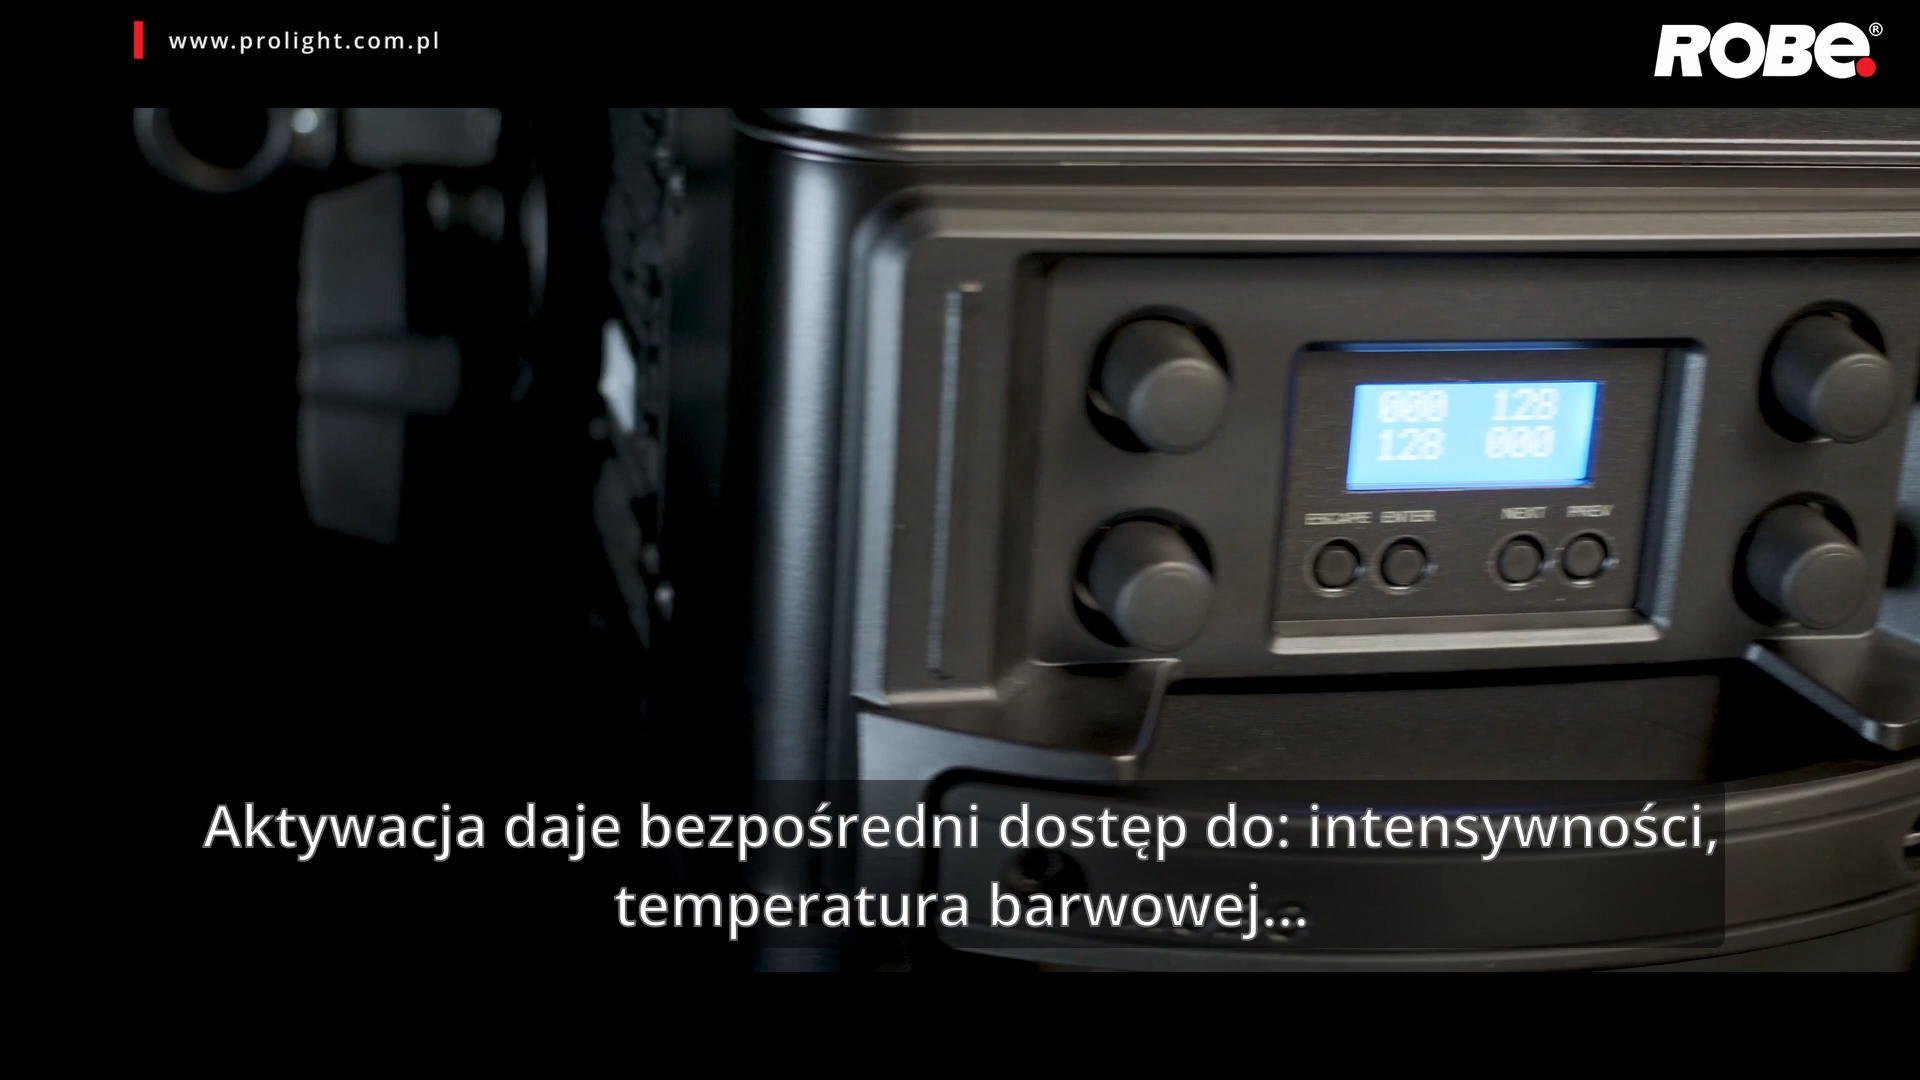 www.prolight.com.pl
ROBE®
000 128
128 000
ESCAPE ENTER NEXT PREV
Aktywacja daje bezpośredni dostęp do: intensywności,
temperatura barwowej...